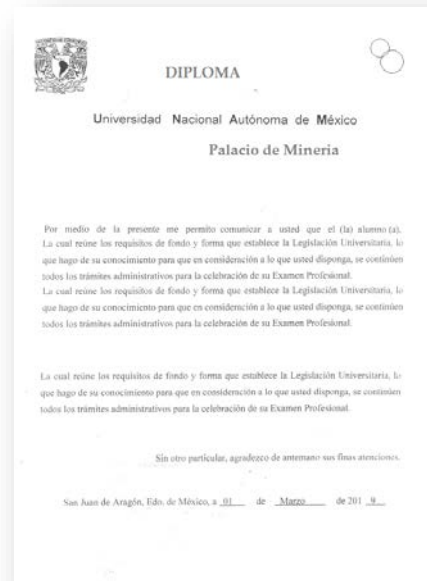 DIPLOMA
Universidad Nacional Autónoma de México
Palacio de Mineria
Por medio de la presente me permito comunicar a usted que el (la) alumno (a),
La cual reúne los requisitos de fondo y forma que establece la Legislación Universitaria, lo
que hago de su conocimiento para que en consideración a lo que usted disponga, se continúen
todos los trámites administrativos para la celebración de su Examen Profesional.
La cual reúne los requisitos de fondo y forma que establece la Legislación Universitaria, lo
que hago de su conocimiento para que en consideración a lo que usted disponga, se continúen
todos los trámites administrativos para la celebración de su Examen Profesional.
La cual reúne los requisitos de fondo y forma que establece la Legislación Universitaria, lo
que hago de su conocimiento para que en consideración a lo que usted disponga, se continúen
todos los trámites administrativos para la celebración de su Examen Profesional.
Sin otro particular, agradezco de antemano sus finas atenciones.
San Juan de Aragón, Edo. de México, a 01 de Marzo de 201 9